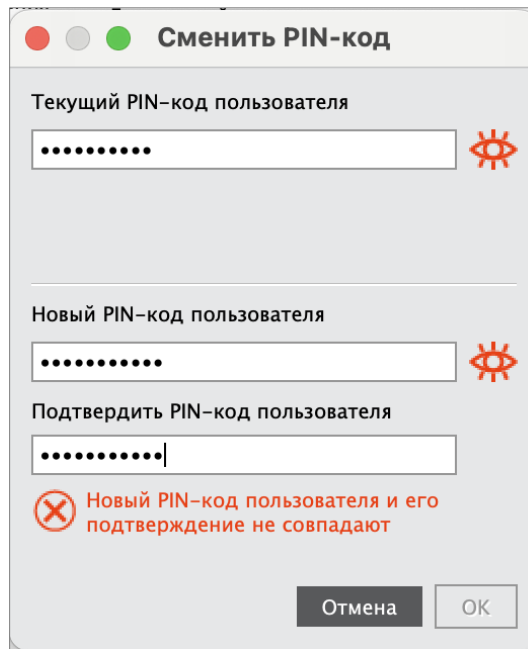 Сменить PIN-код
Текущий PIN-код пользователя
••••••••••
Новый PIN-код пользователя
•••••••••••
Подтвердить PIN-код пользователя
•••••••••••
Новый PIN-код пользователя и его
подтверждение не совпадают
Отмена
OK